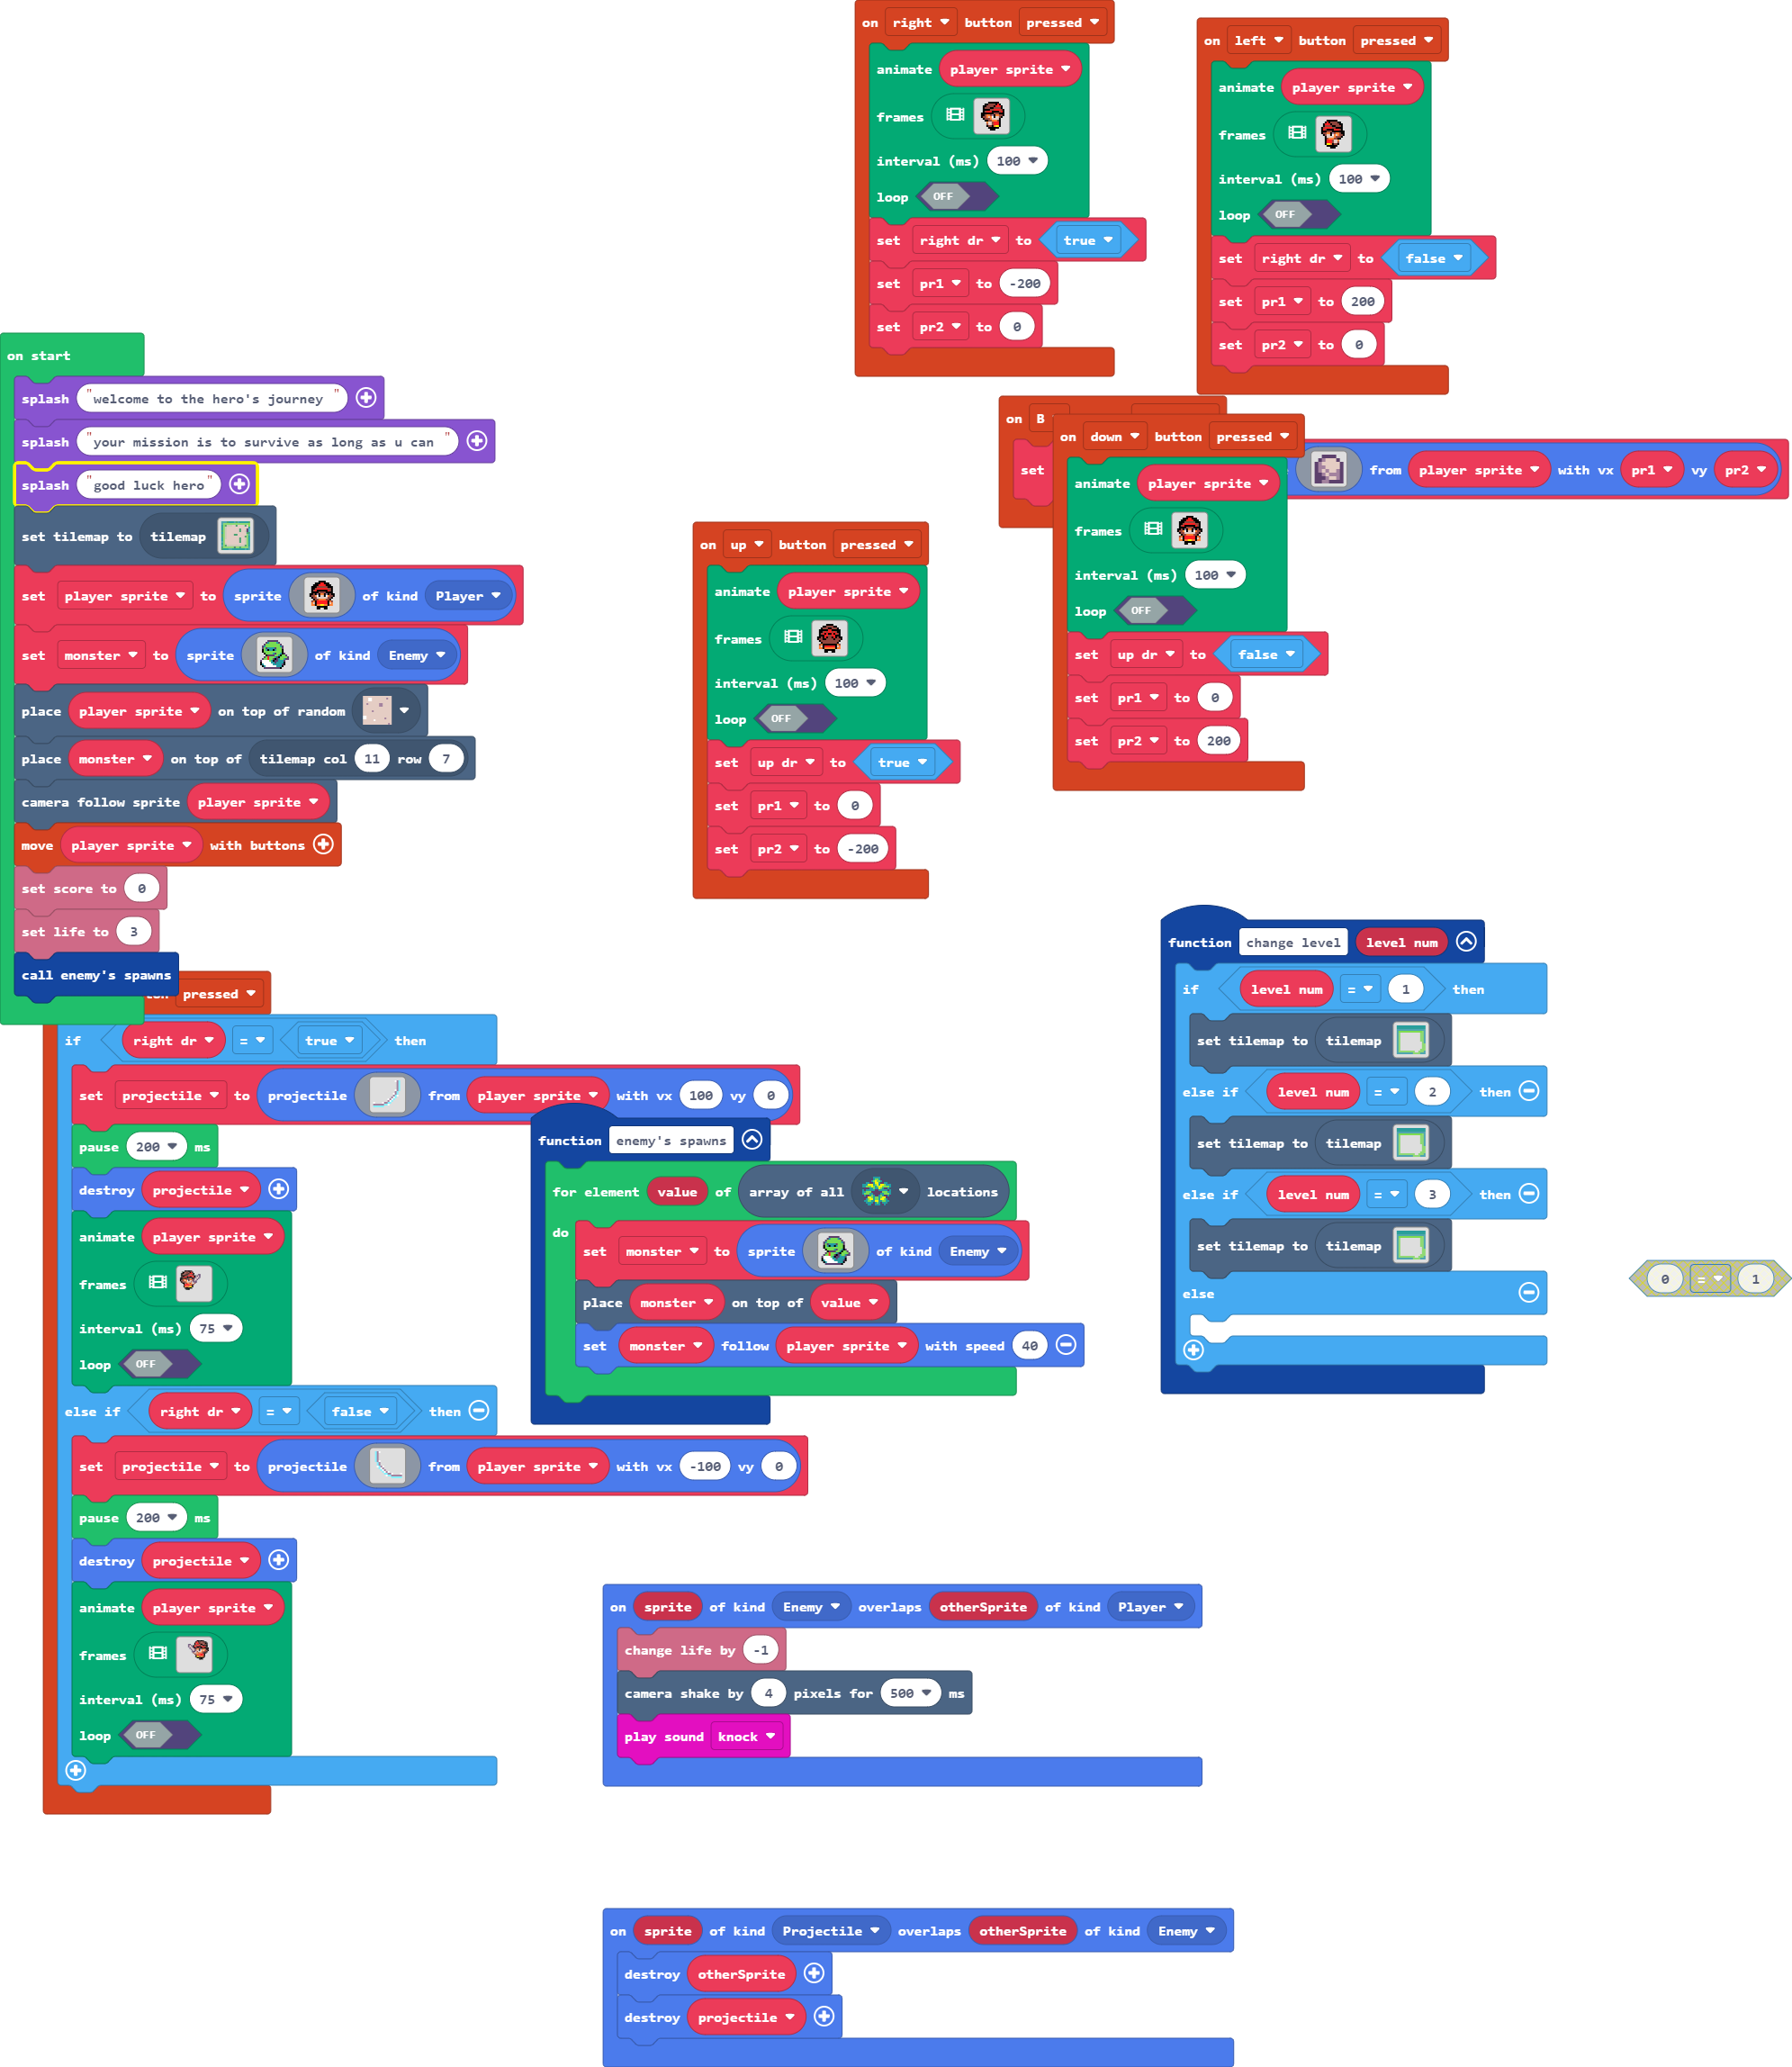 on right button pressed
animate player sprite
frames
interval (ms) 100
loop OFF
set right dr to true
set pr1 to -200
set pr2 to 0
on left button pressed
animate player sprite
frames
interval (ms) 100
loop OFF
set right dr to false
set pr1 to 200
set pr2 to 0
on start
splash "welcome to the hero's journey "
splash "your mission is to survive as long as u can "
splash "good luck hero"
set tilemap to tilemap
set player sprite to sprite of kind Player
set monster to sprite of kind Enemy
place player sprite on top of random
place monster on top of tilemap col 11 row 7
camera follow sprite player sprite
move player sprite with buttons
set score to 0
set life to 3
call enemy's spawns
on B
set from player sprite with vx pr1 vy pr2
on down button pressed
animate player sprite
frames
interval (ms) 100
loop OFF
set up dr to false
set pr1 to 0
set pr2 to 200
on up button pressed
animate player sprite
frames
interval (ms) 100
loop OFF
set up dr to true
set pr1 to 0
set pr2 to -200
pressed
if right dr = true then
set projectile to projectile from player sprite with vx 100 vy 0
pause 200 ms
destroy projectile
animate player sprite
frames
interval (ms) 75
loop OFF
else if right dr = false then
set projectile to projectile from player sprite with vx -100 vy 0
pause 200 ms
destroy projectile
animate player sprite
frames
interval (ms) 75
loop OFF
function enemy's spawns
for element value of array of all locations
do
set monster to sprite of kind Enemy
place monster on top of value
set monster follow player sprite with speed 40
function change level level num
if level num = 1 then
set tilemap to tilemap
else if level num = 2 then
set tilemap to tilemap
else if level num = 3 then
set tilemap to tilemap
else
0 = 1
on sprite of kind Enemy overlaps otherSprite of kind Player
change life by -1
camera shake by 4 pixels for 500 ms
play sound knock
on sprite of kind Projectile overlaps otherSprite of kind Enemy
destroy otherSprite
destroy projectile